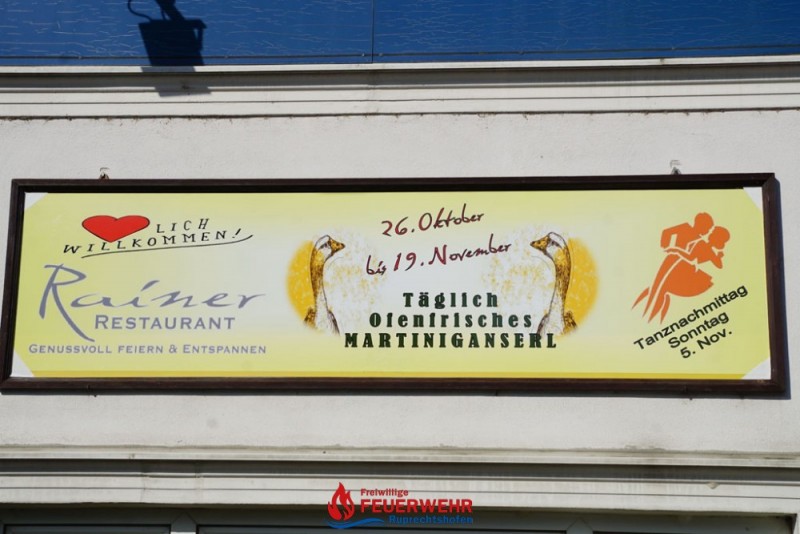 LICH
WILLKOMMEN!
Rainer
RESTAURANT
GENUSSVOLL FEIERN & ENTSPANNEN
26. Oktober
bis 19. November
Täglich
Ofenfrisches
MARTINIGANSERL
Tanznachmittag
Sonntag
5. Nov.
Freiwillige
FEUERWEHR
Ruprechtshofen